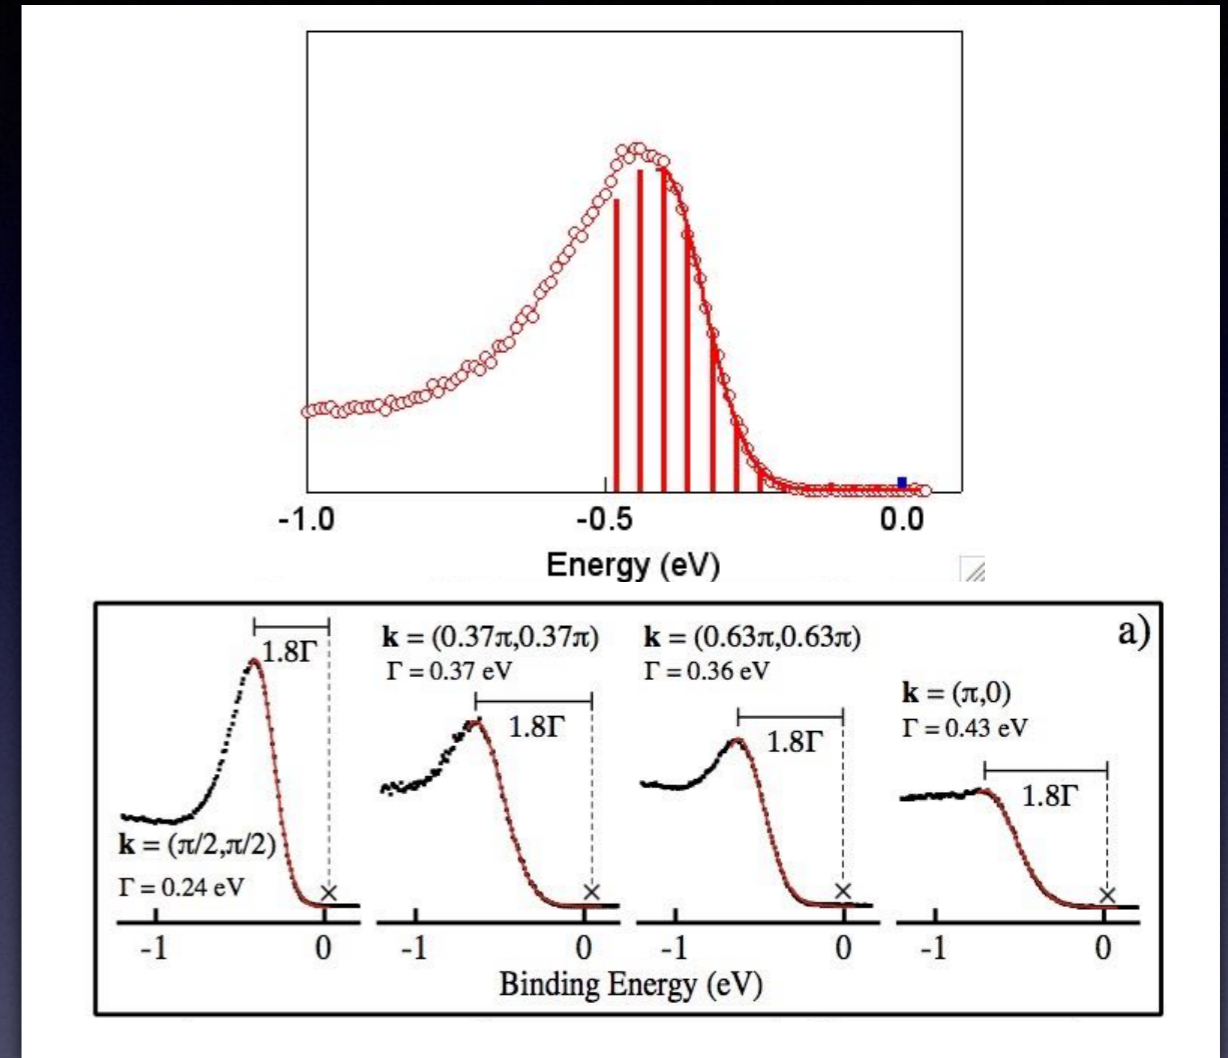 -1.0
-0.5
0.0
Energy (eV)
a)
1.8Γ
k = (π/2,π/2)
Γ = 0.24 eV
×
-1
0
k = (0.37π,0.37π)
Γ = 0.37 eV
1.8Γ
×
-1
0
k = (0.63π,0.63π)
Γ = 0.36 eV
1.8Γ
×
-1
0
k = (π,0)
Γ = 0.43 eV
1.8Γ
×
-1
0
Binding Energy (eV)